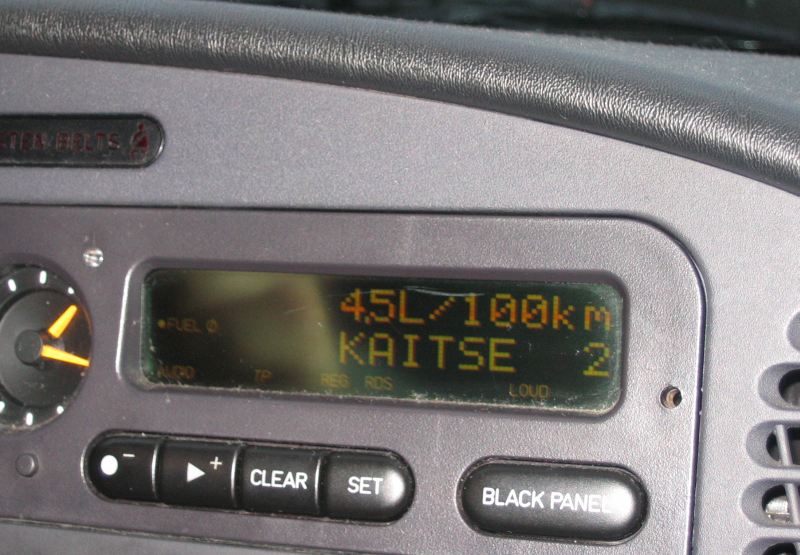 TEN BELTS
4.5L/100km
•FUEL Ø
KAITSE 2
AUDIO TP REG RDS LOUD
- + CLEAR SET
BLACK PANEL